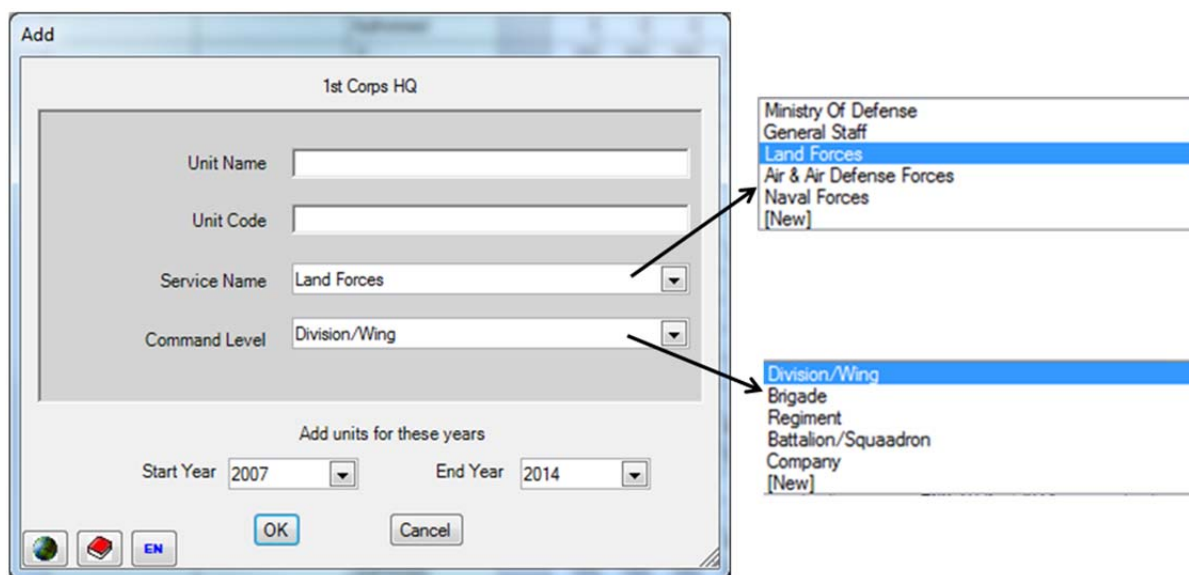 Add
1st Corps HQ
Unit Name
Unit Code
Service Name Land Forces
Command Level Division/Wing
Add units for these years
Start Year 2007 End Year 2014
OK Cancel
EN
Ministry Of Defense
General Staff
Land Forces
Air & Air Defense Forces
Naval Forces
[New]
Division/Wing
Brigade
Regiment
Battalion/Squaadron
Company
[New]